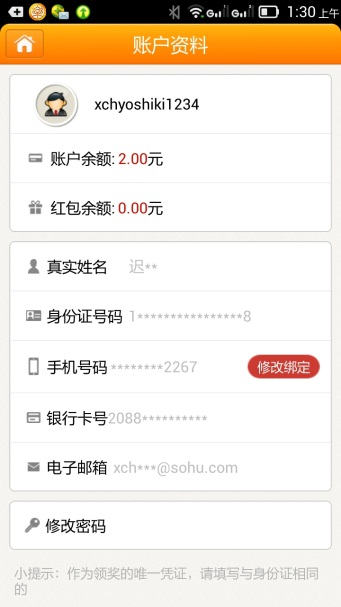 1:30 上午
账户资料
xchyoshiki1234
账户余额: 2.00元
红包余额: 0.00元
真实姓名 迟**
身份证号码 1****************8
手机号码 ********2267 修改绑定
银行卡号 2088**********
电子邮箱 xch***@sohu.com
修改密码
小提示：作为领奖的唯一凭证，请填写与身份证相同
的